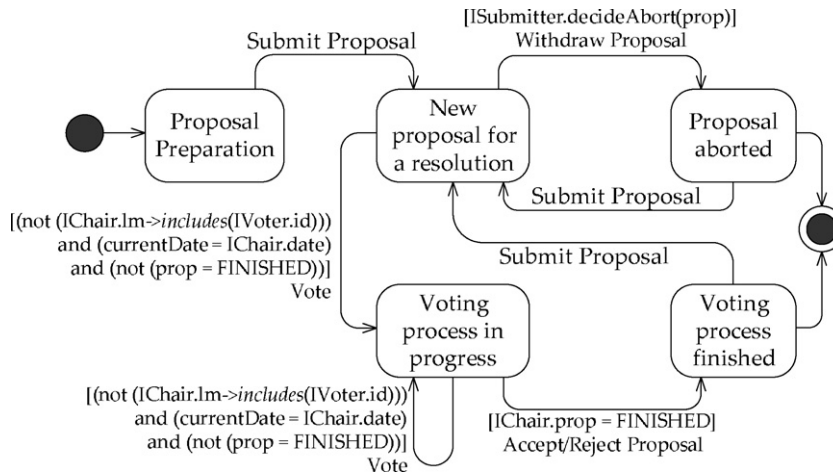 [ISubmitter.decideAbort(prop)]
Submit Proposal
Withdraw Proposal
Proposal
Preparation
New
proposal for
a resolution
Proposal
aborted
Submit Proposal
[(not (IChair.lm->includes(IVoter.id)))
and (currentDate = IChair.date)
and (not (prop = FINISHED))]
Vote
Submit Proposal
Voting
process in
progress
Voting
process
finished
[(not (IChair.lm->includes(IVoter.id)))
and (currentDate = IChair.date)
and (not (prop = FINISHED))]
Vote
[IChair.prop = FINISHED]
Accept/Reject Proposal